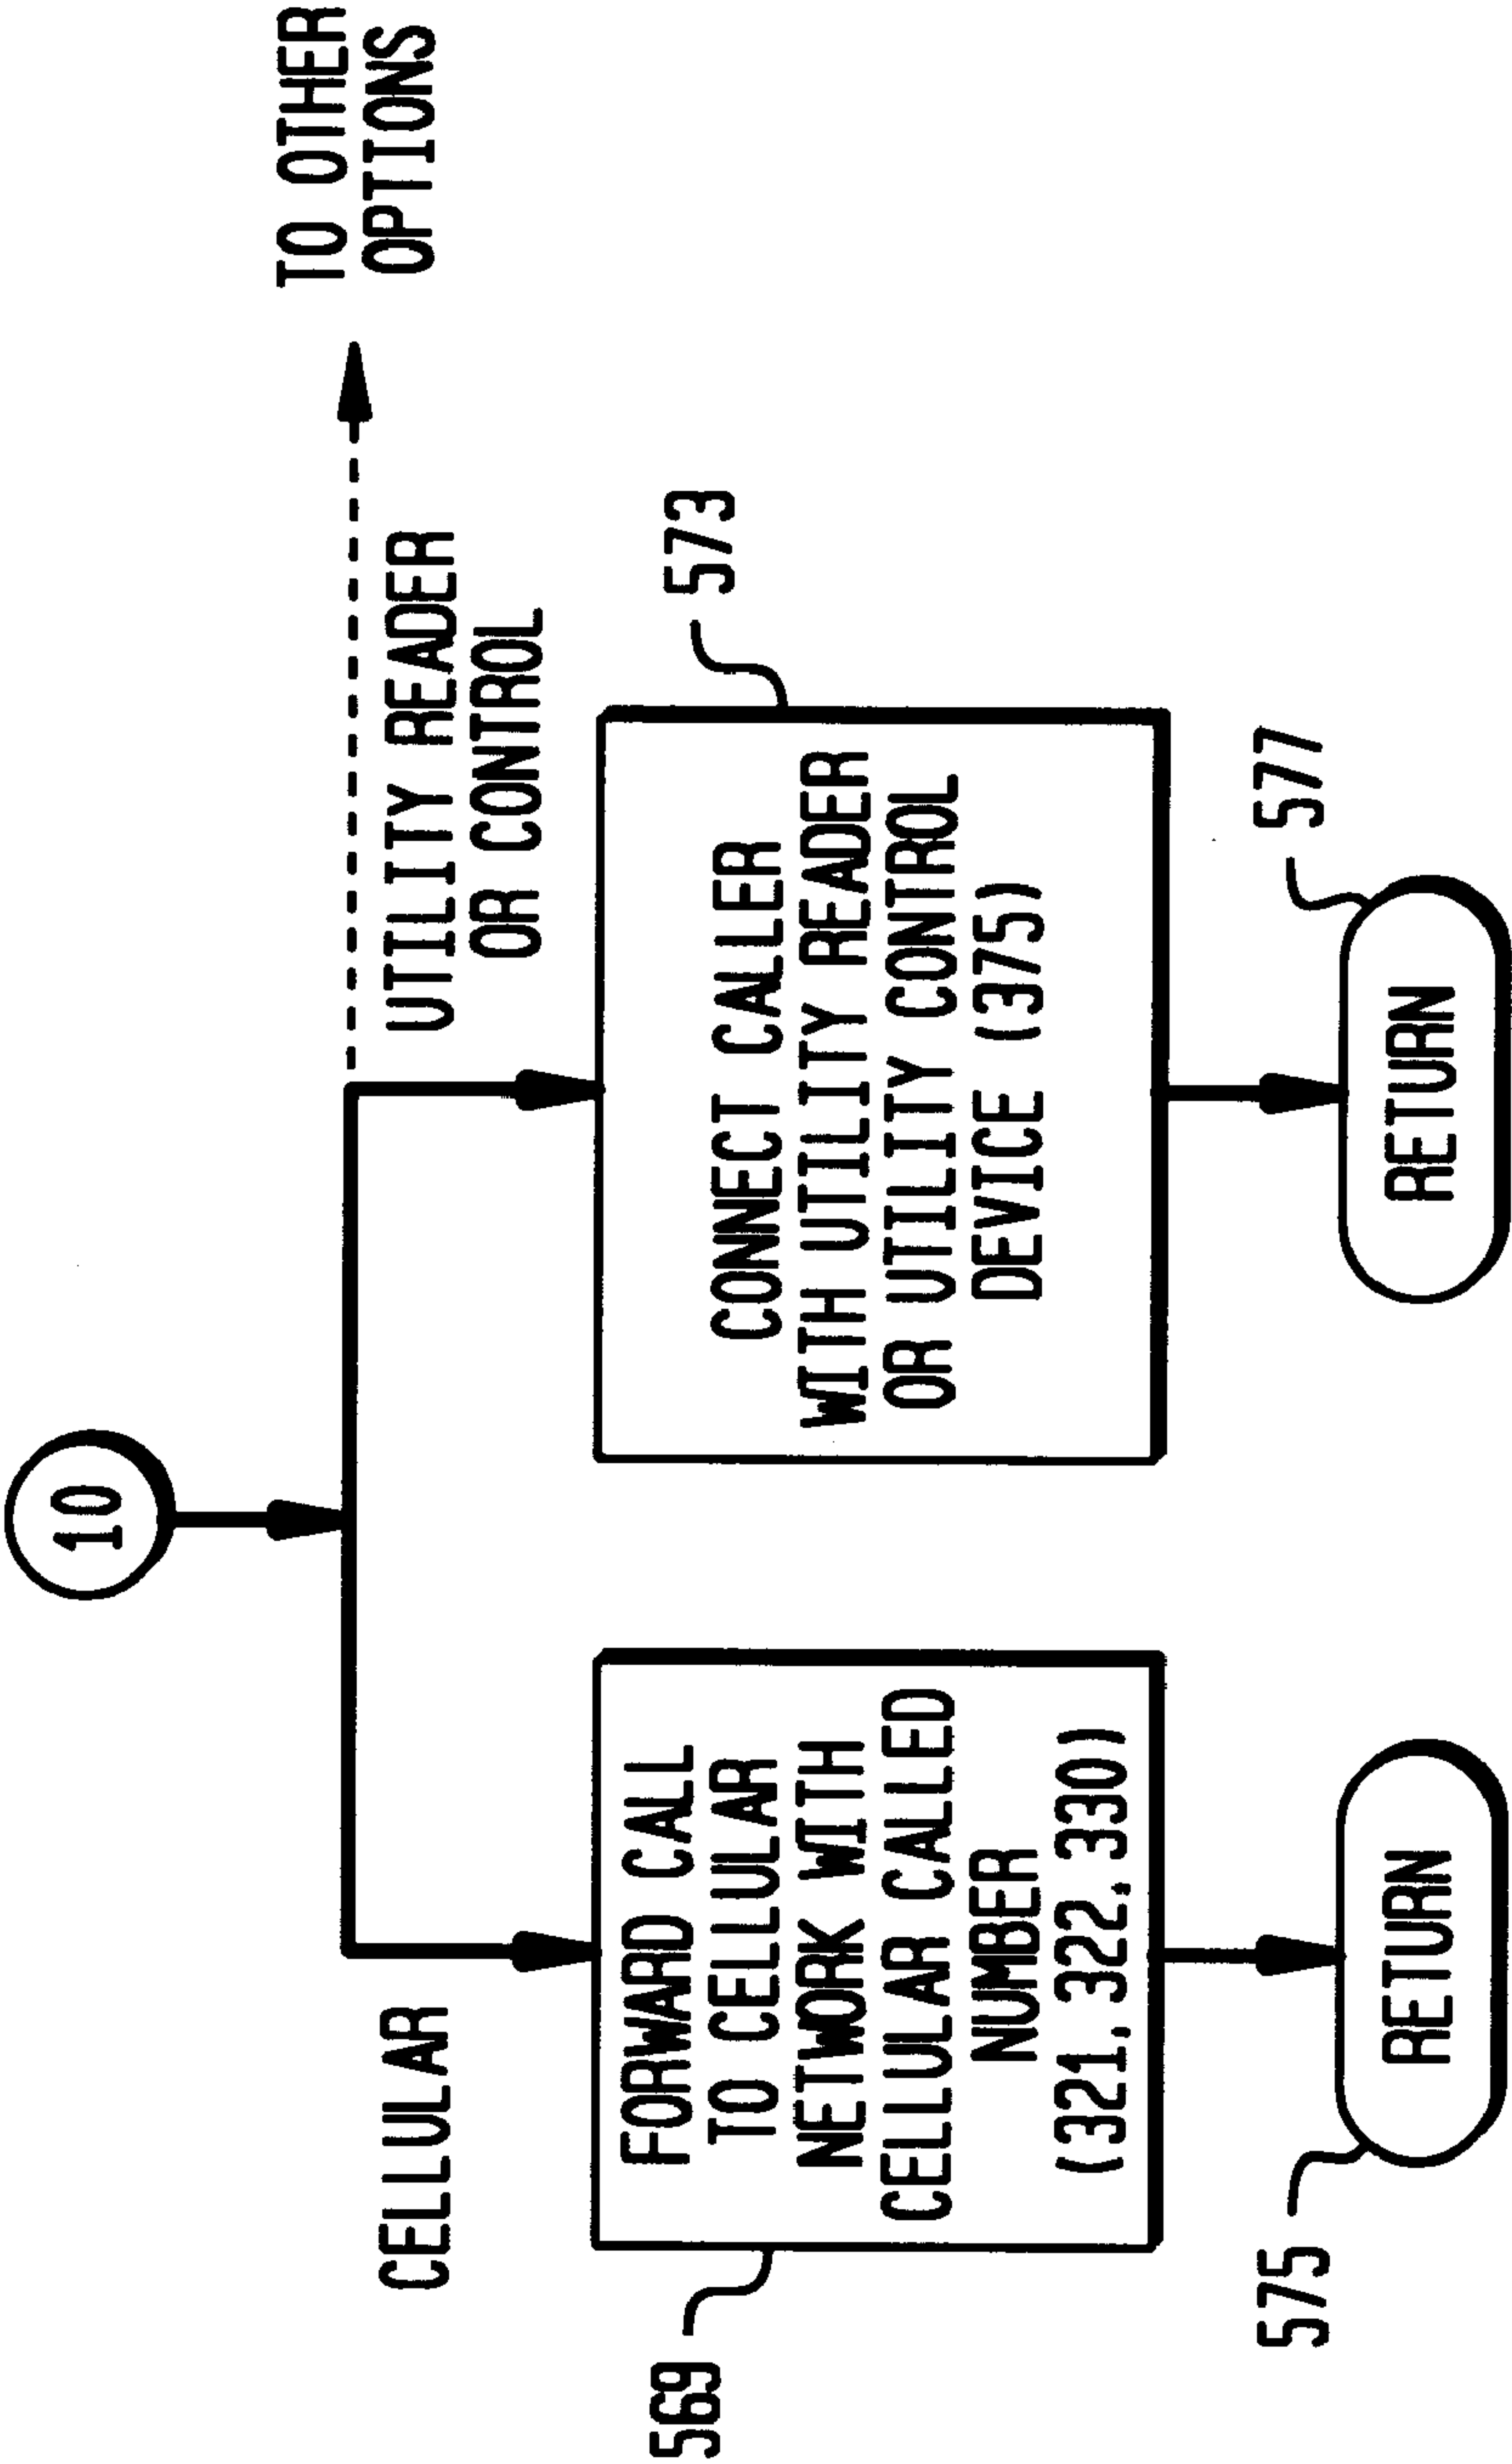 10
TO OTHER
OPTIONS
CELLULAR
UTILITY READER
OR CONTROL
569
FORWARD CALL
TO CELLULAR
NETWORK WITH
CELLULAR CALLED
NUMBER
(321, 322, 330)
573
CONNECT CALLER
WITH UTILITY READER
OR UTILITY CONTROL
DEVICE (375)
575
RETURN
577
RETURN